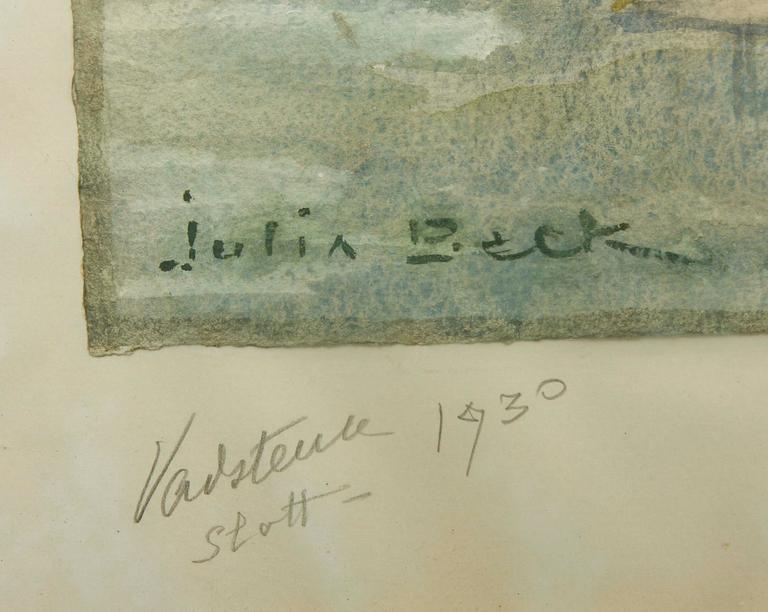 Julia Beck
Vadstena 1930
Slott -